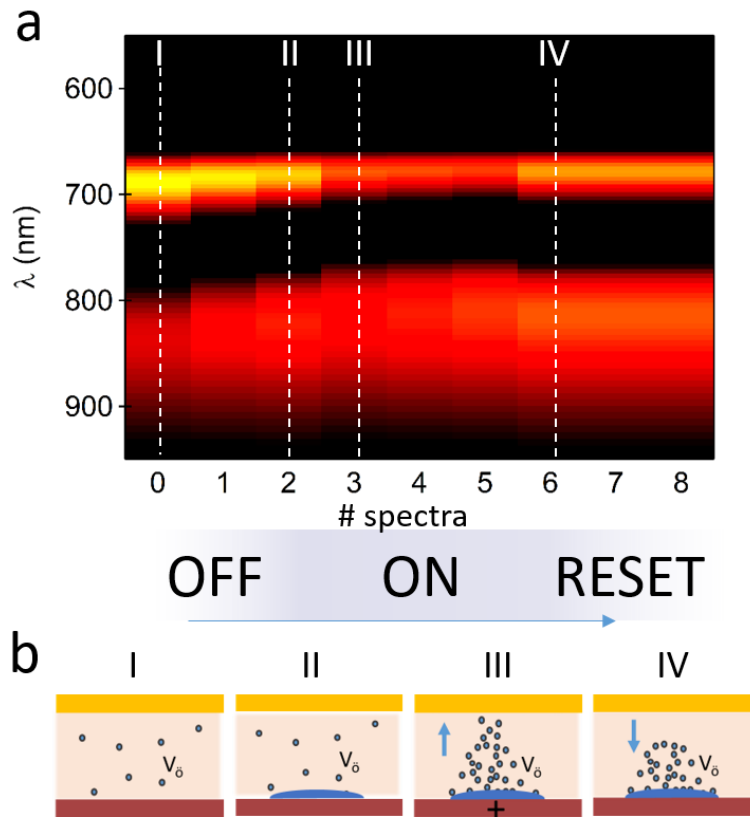 a
I II III IV
600
700
800
900
λ (nm)
0 1 2 3 4 5 6 7 8
# spectra
OFF ON RESET
b
I II III IV
Vö Vö Vö Vö
+